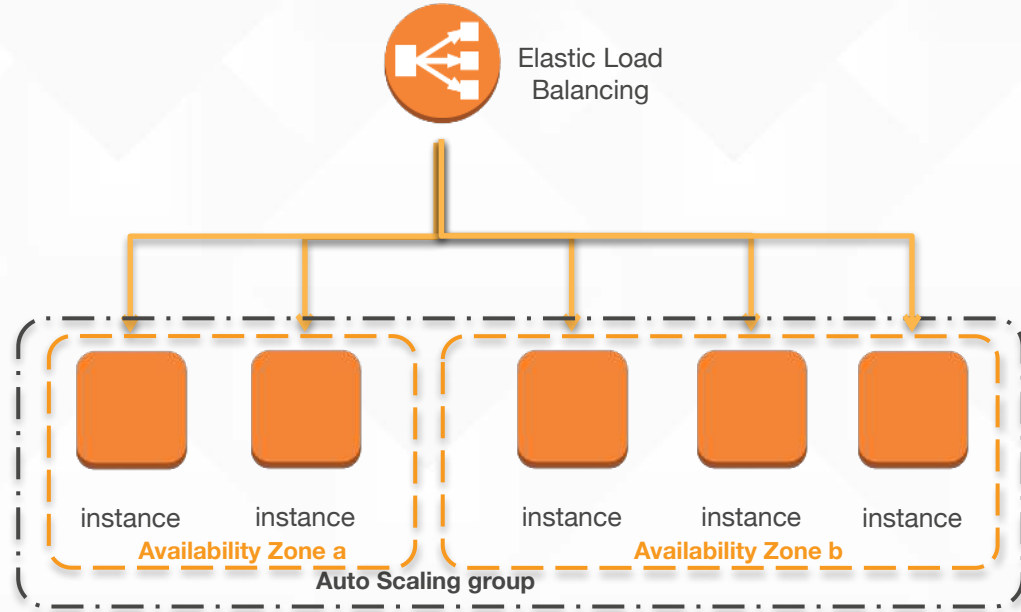 Elastic Load
Balancing
instance
instance
instance
instance
instance
Availability Zone a
Availability Zone b
Auto Scaling group